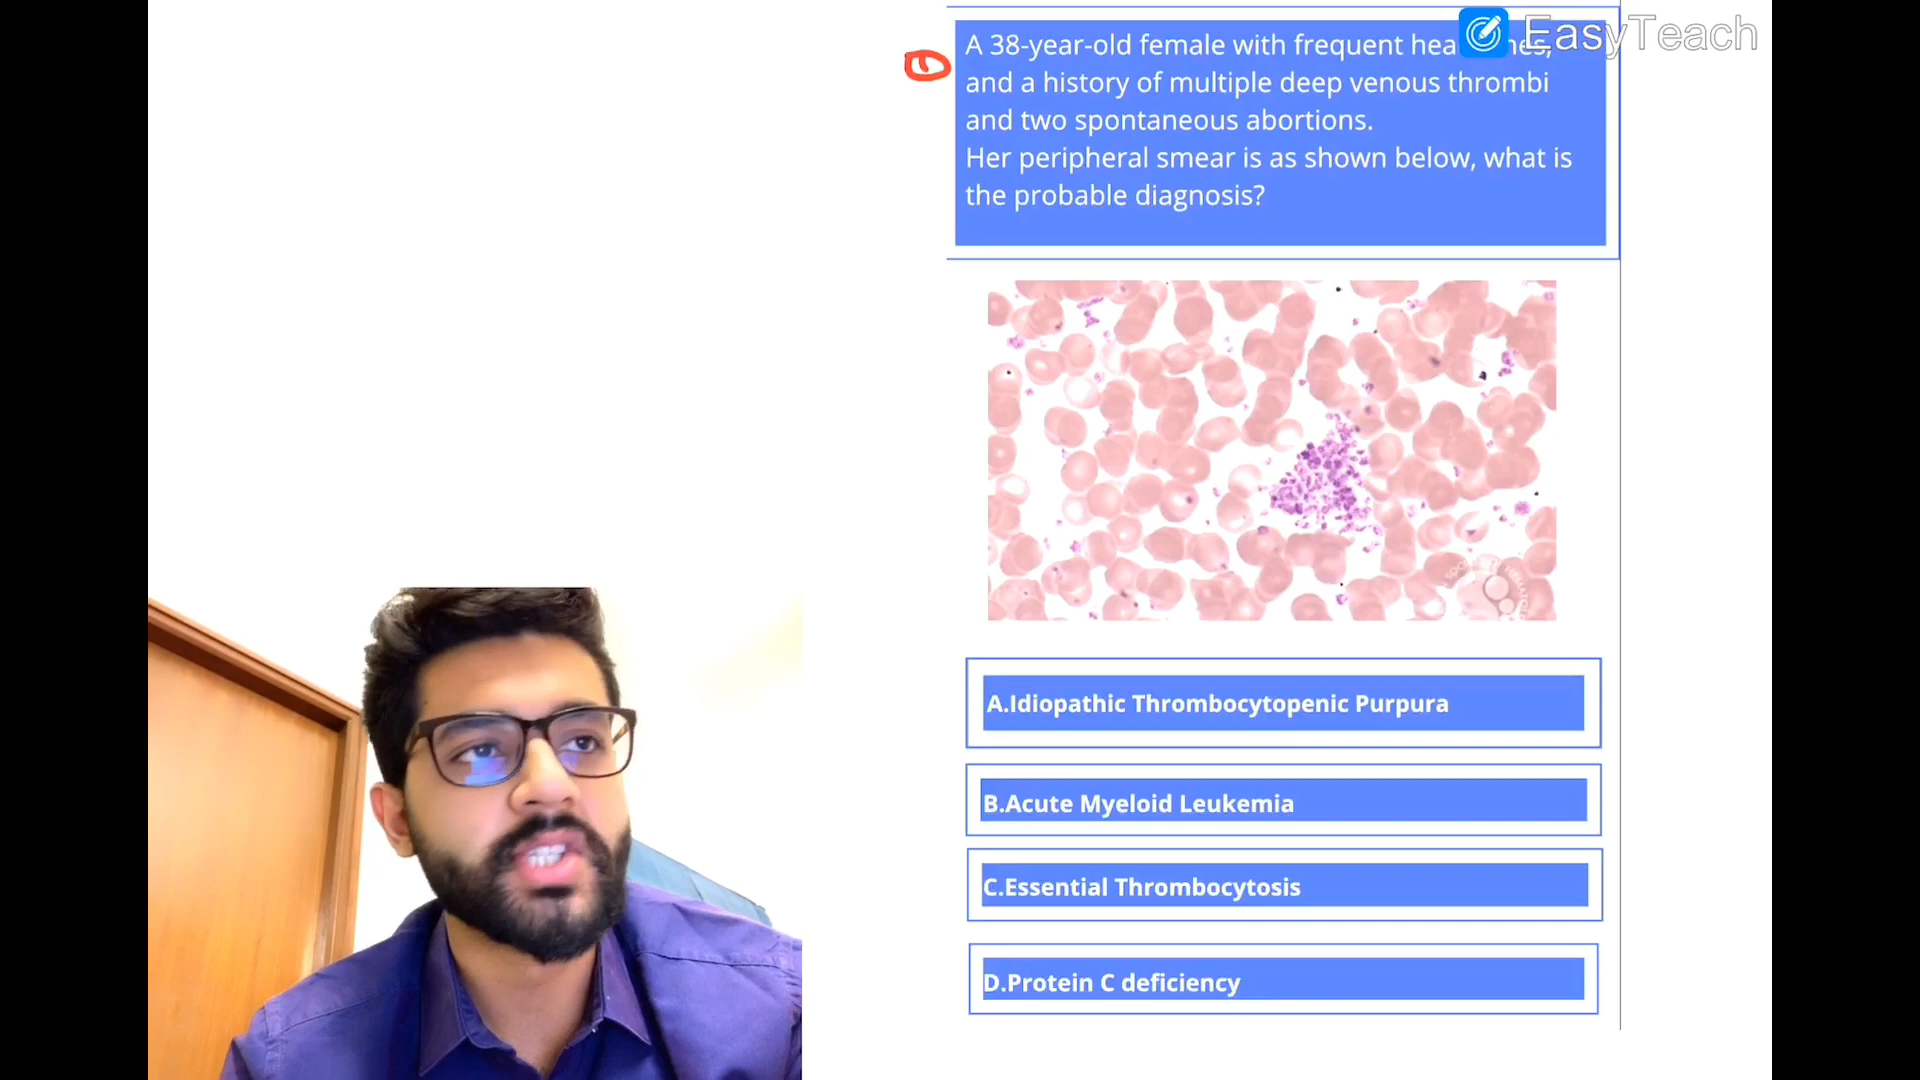 A 38-year-old female with frequent hea
EasyTeach
and a history of multiple deep venous thrombi
and two spontaneous abortions.
Her peripheral smear is as shown below, what is
the probable diagnosis?
A.Idiopathic Thrombocytopenic Purpura
B.Acute Myeloid Leukemia
C.Essential Thrombocytosis
D.Protein C deficiency